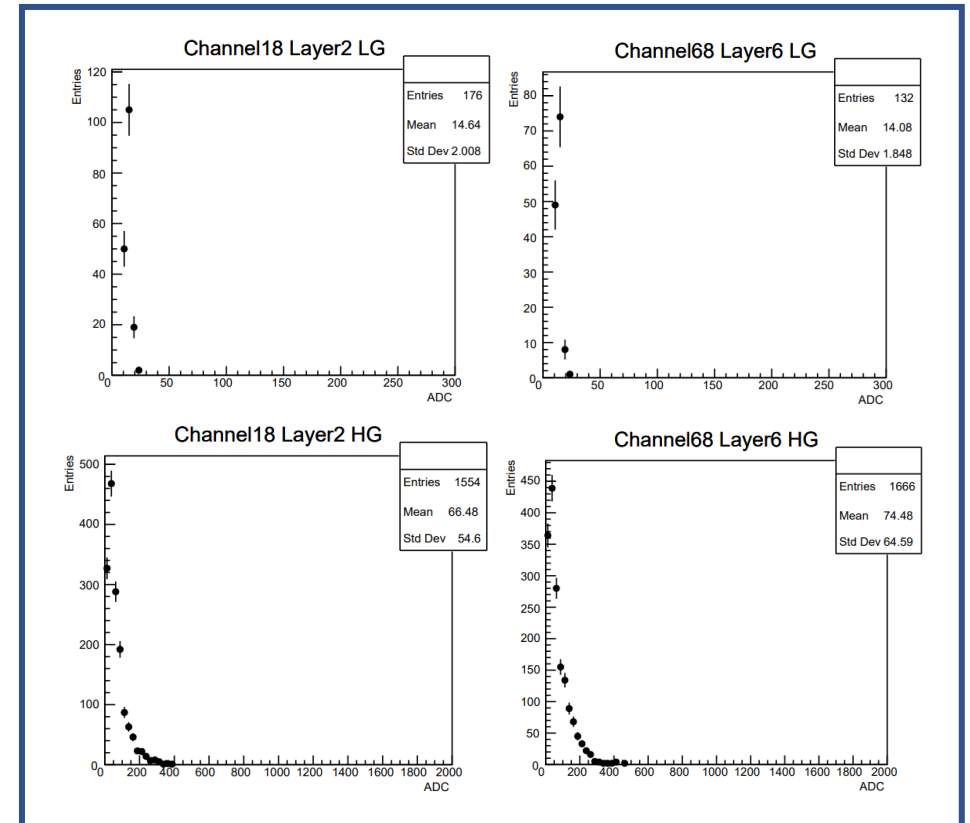 Channel18 Layer2 LG
Entries
120
100
80
60
40
20
0
50 100 150 200 250 300
ADC
Entries 176
Mean 14.64
Std Dev 2.008
Channel68 Layer6 LG
Entries
80
70
60
50
40
30
20
10
0
0 50 100 150 200 250 300
ADC
Entries 132
Mean 14.08
Std Dev 1.848
Channel18 Layer2 HG
Entries
500
400
300
200
100
0
0 200 400 600 800 1000 1200 1400 1600 1800 2000
ADC
Entries 1554
Mean 66.48
Std Dev 54.6
Channel68 Layer6 HG
Entries
450
400
350
300
250
200
150
100
50
0
0 200 400 600 800 1000 1200 1400 1600 1800 2000
ADC
Entries 1666
Mean 74.48
Std Dev 64.59